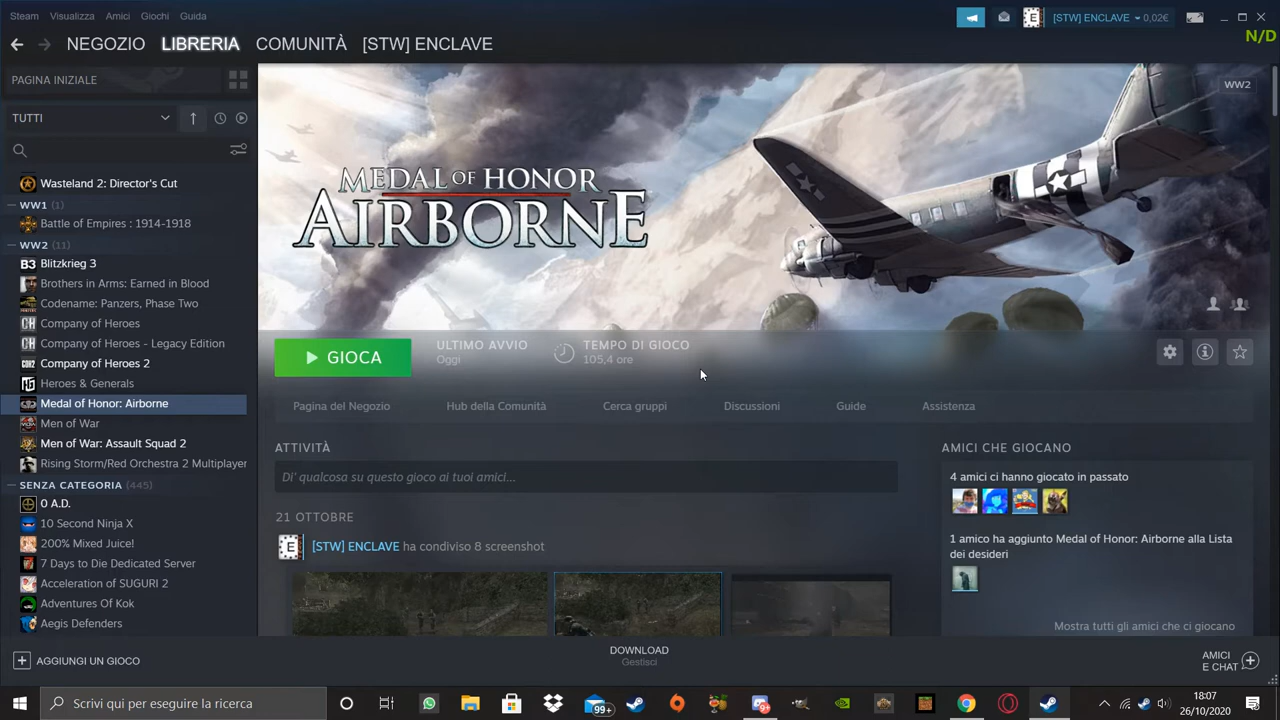 Steam Visualizza Amici Giochi Guida
[STW] ENCLAVE 0,02€
N/D
NEGOZIO LIBRERIA COMUNITÀ [STW] ENCLAVE
PAGINA INIZIALE
TUTTI
Wasteland 2: Director's Cut
WW1 (1)
Battle of Empires : 1914-1918
WW2 (11)
Blitzkrieg 3
Brothers in Arms: Earned in Blood
Codename: Panzers, Phase Two
Company of Heroes
Company of Heroes - Legacy Edition
Company of Heroes 2
Heroes & Generals
Medal of Honor: Airborne
Men of War
Men of War: Assault Squad 2
Rising Storm/Red Orchestra 2 Multiplayer
SENZA CATEGORIA (445)
0 A.D.
10 Second Ninja X
200% Mixed Juice!
7 Days to Die Dedicated Server
Acceleration of SUGURI 2
Adventures Of Kok
Aegis Defenders
WW2
MEDAL OF HONOR
AIRBORNE
GIOCA
ULTIMO AVVIO
Oggi
TEMPO DI GIOCO
105,4 ore
Pagina del Negozio Hub della Comunità Cerca gruppi Discussioni Guide Assistenza
ATTIVITÀ
Di' qualcosa su questo gioco ai tuoi amici...
21 OTTOBRE
E [STW] ENCLAVE ha condiviso 8 screenshot
AMICI CHE GIOCANO
4 amici ci hanno giocato in passato
1 amico ha aggiunto Medal of Honor: Airborne alla Lista
dei desideri
Mostra tutti gli amici che ci giocano
AGGIUNGI UN GIOCO
DOWNLOAD
Gestisci
AMICI
E CHAT
Scrivi qui per eseguire la ricerca
99+
18:07
26/10/2020